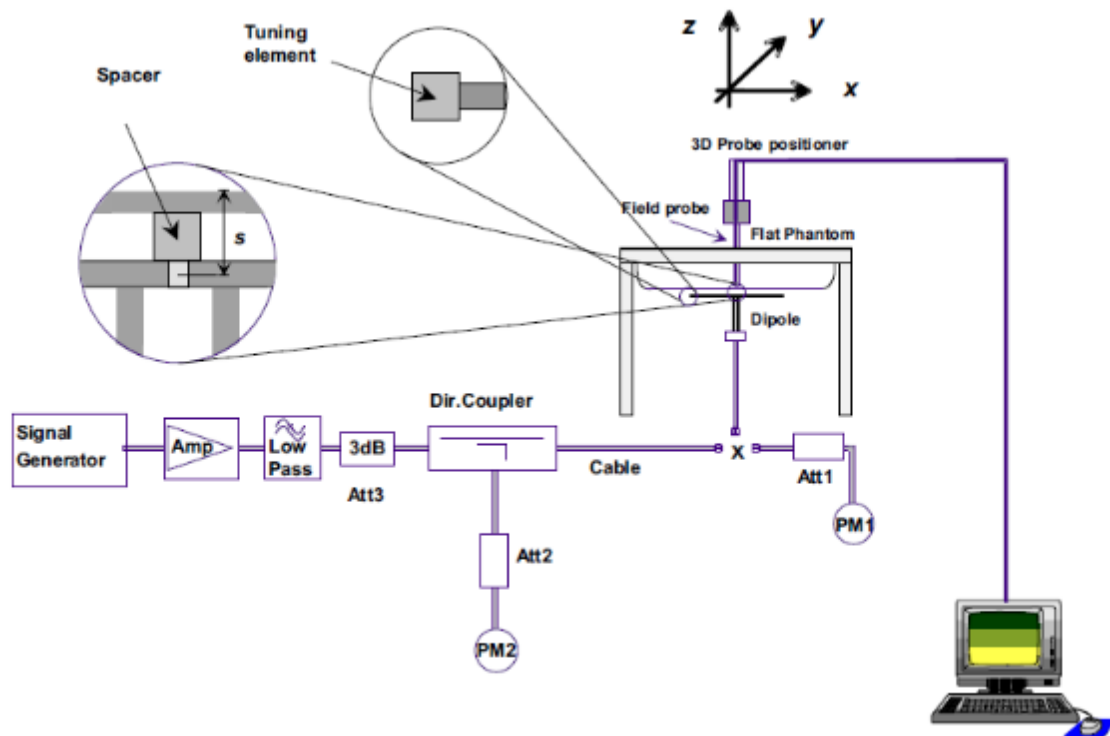 Tuning
element
Spacer
s
z
y
x
3D Probe positioner
Field probe
Flat Phantom
Dipole
Dir.Coupler
Signal
Generator
Amp
Low
Pass
3dB
Att3
Cable
X
Att1
PM1
Att2
PM2